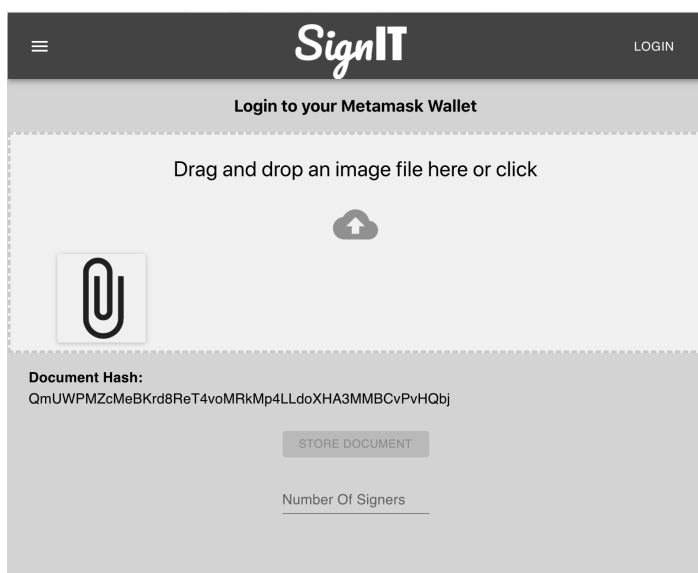 SignIT
LOGIN
Login to your Metamask Wallet
Drag and drop an image file here or click
Document Hash:
QmUWPMZcMeBKrd8ReT4voMRkMp4LLdoXHA3MMBCvPvHQbj
STORE DOCUMENT
Number Of Signers